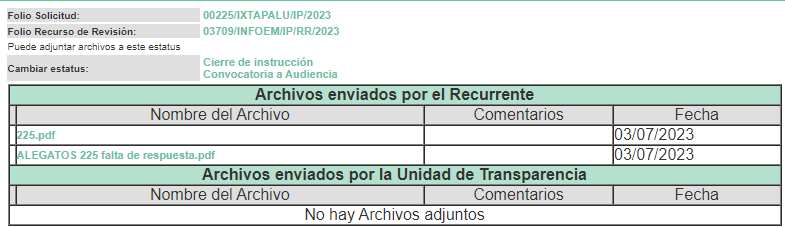 Folio Solicitud: 00225/IXTAPALU/IP/2023
Folio Recurso de Revisión: 03709/INFOEM/IP/RR/2023
Puede adjuntar archivos a este estatus
Cambiar estatus: Cierre de instrucción
Convocatoria a Audiencia
Archivos enviados por el Recurrente
Nombre del Archivo Comentarios Fecha
225.pdf 03/07/2023
ALEGATOS 225 falta de respuesta.pdf 03/07/2023
Archivos enviados por la Unidad de Transparencia
Nombre del Archivo Comentarios Fecha
No hay Archivos adjuntos